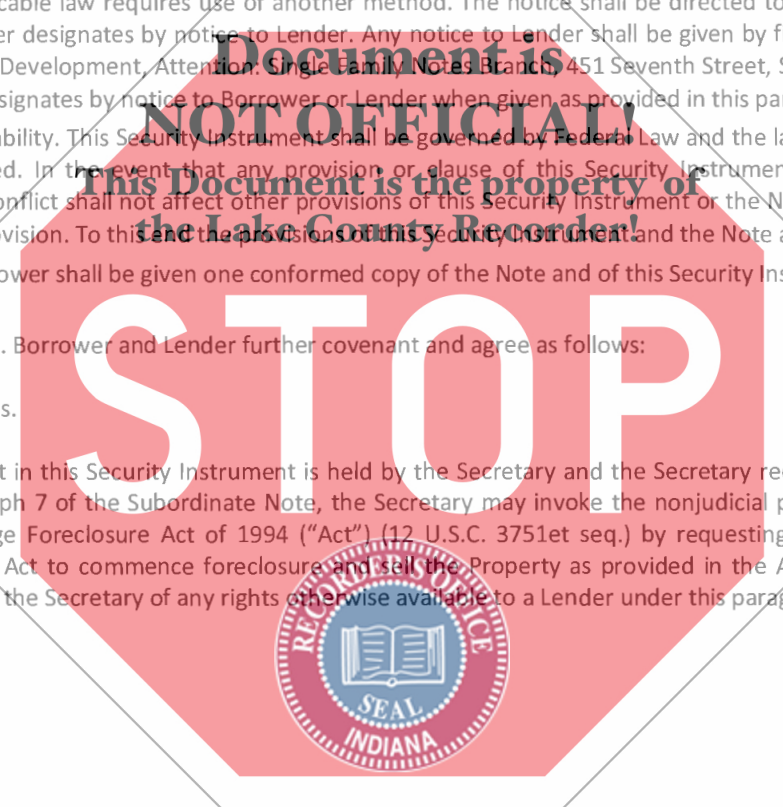 cable law requires use of another method. The notice shall be directed to
er designates by notice to Lender. Any notice to Lender shall be given by f
Document is
Development, Attention: Single Family Notes Branch, 451 Seventh Street, S
signates by notice to Borrower or Lender when given as provided in this par
NOT OFFICIAL!
ability. This Security Instrument shall be governed by Federal Law and the la
ed. In the event that any provision or clause of this Security Instrumen
This Document is the property of
onflict shall not affect other provisions of this Security Instrument or the N
the Lake County Recorder!
ovision. To this end the provisions of this Security Instrument and the Note a
ower shall be given one conformed copy of the Note and of this Security Ins
. Borrower and Lender further covenant and agree as follows:
STOP
s.
t in this Security Instrument is held by the Secretary and the Secretary re
ph 7 of the Subordinate Note, the Secretary may invoke the nonjudicial p
ge Foreclosure Act of 1994 (“Act”) (12 U.S.C. 3751et seq.) by requesting
Act to commence foreclosure and sell the Property as provided in the A
the Secretary of any rights otherwise available to a Lender under this parag
RECORDER'S OFFICE
SEAL
INDIANA